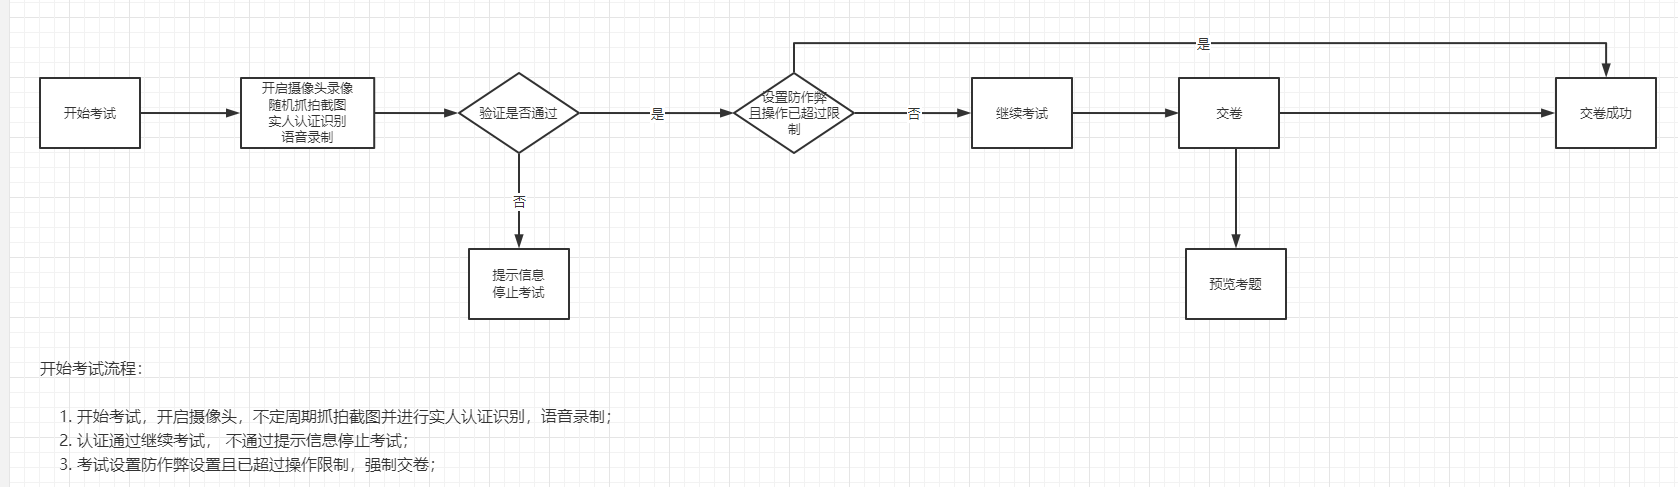 是
开始考试
开启摄像头录像
随机抓拍截图
实人认证识别
语音录制
验证是否通过
是
设置防作弊
且操作已超过限
制
否
继续考试
交卷
交卷成功
否
提示信息
停止考试
预览考题
开始考试流程：
1. 开始考试，开启摄像头，不定周期抓拍截图并进行实人认证识别，语音录制；
2. 认证通过继续考试， 不通过提示信息停止考试；
3. 考试设置防作弊设置且已超过操作限制，强制交卷；